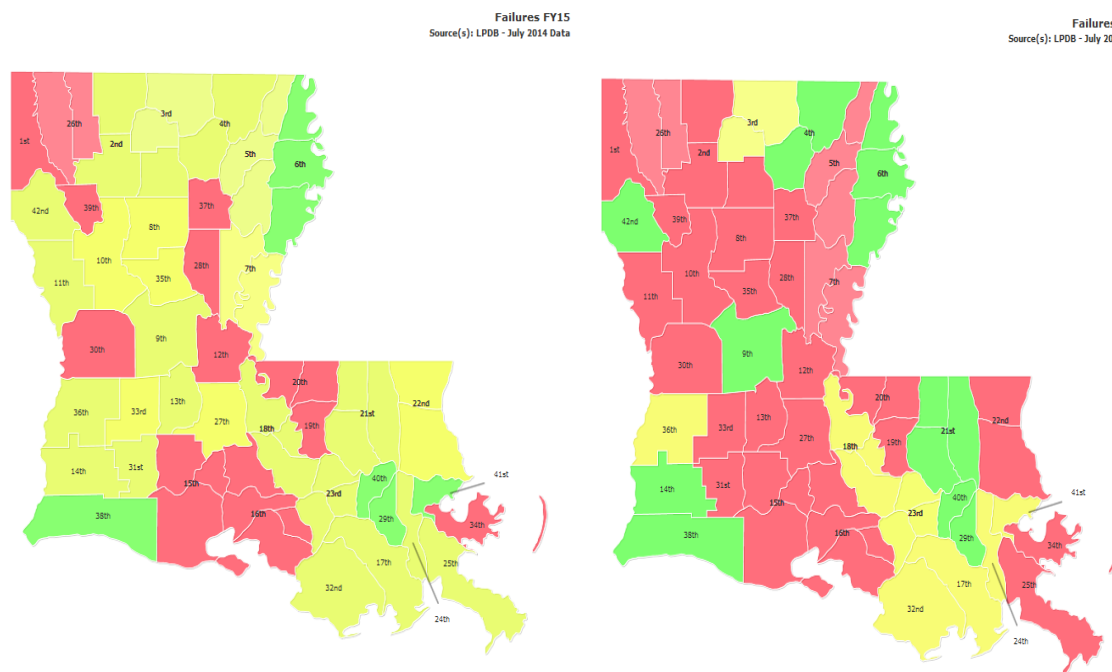 Failures FY15
Source(s): LPDB - July 2014 Data
1st
26th
2nd
3rd
4th
5th
6th
42nd
39th
37th
8th
10th
11th
35th
28th
7th
30th
9th
12th
20th
36th
33rd
13th
27th
18th
19th
21st
22nd
14th
31st
15th
23rd
40th
41st
38th
16th
29th
34th
32nd
17th
25th
24th
Failures
Source(s): LPDB - July 20
1st
26th
2nd
3rd
4th
5th
6th
42nd
39th
37th
8th
10th
11th
35th
28th
7th
30th
9th
12th
20th
36th
33rd
13th
27th
18th
19th
21st
22nd
14th
31st
15th
23rd
40th
41st
38th
16th
29th
34th
32nd
17th
25th
24th